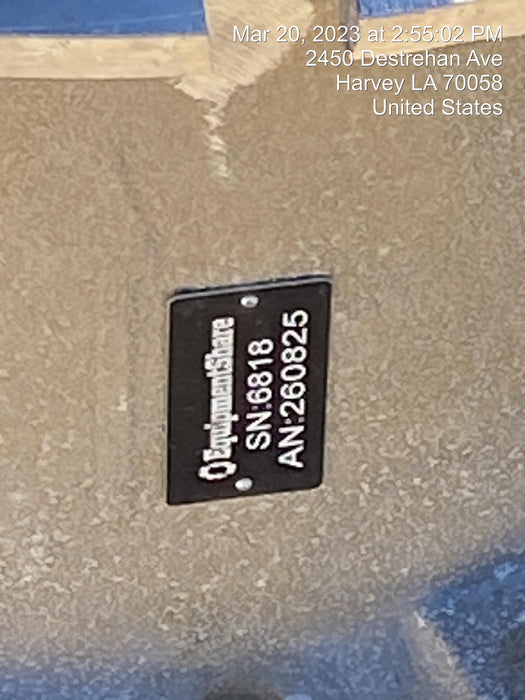 Mar 20, 2023 at 2:55:02 PM
2450 Destrehan Ave
Harvey LA 70058
United States
EquipmentShare
SN:6818
AN:260825